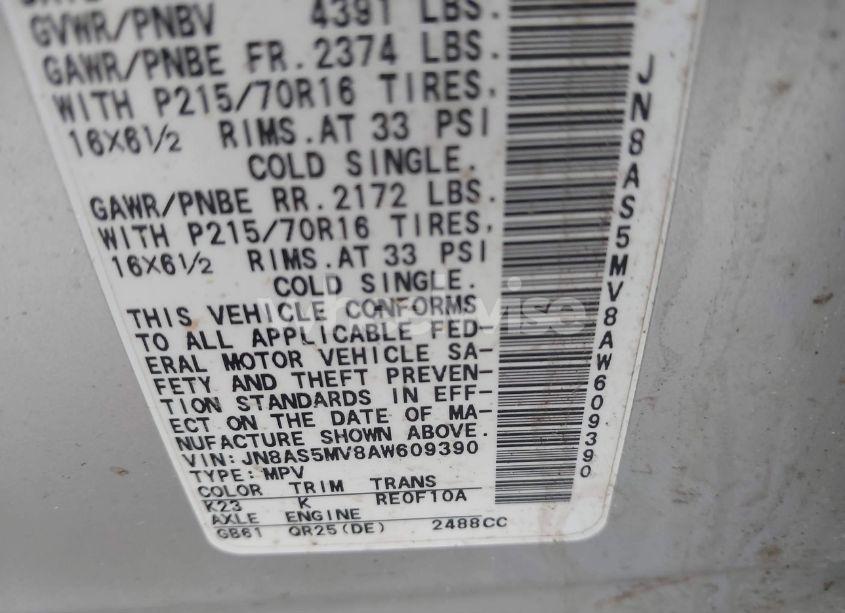 GVWR/PNBV 4391 LBS.
GAWR/PNBE FR. 2374 LBS.
WITH P215/70R16 TIRES,
16X6 1/2 RIMS. AT 33 PSI
COLD SINGLE.
GAWR/PNBE RR. 2172 LBS.
WITH P215/70R16 TIRES,
16X6 1/2 RIMS. AT 33 PSI
COLD SINGLE.
THIS VEHICLE CONFORMS
TO ALL APPLICABLE FED-
ERAL MOTOR VEHICLE SA-
FETY AND THEFT PREVEN-
TION STANDARDS IN EFF-
ECT ON THE DATE OF MA-
NUFACTURE SHOWN ABOVE.
VIN: JN8AS5MV8AW609390
TYPE: MPV
COLOR TRIM TRANS
K23 K RE0F10A
AXLE ENGINE
GB61 QR25(DE) 2488CC
JN8AS5MV8AW609390